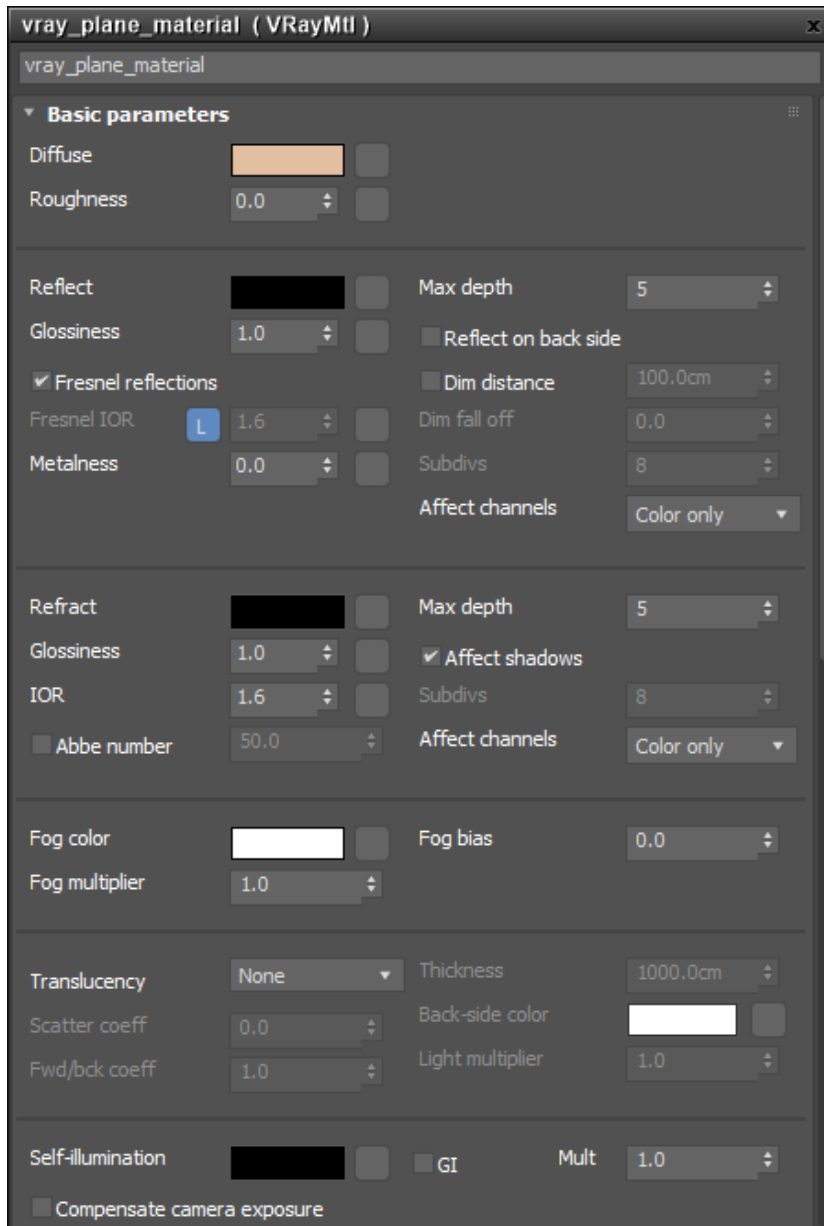 vray_plane_material ( VRayMtl )
x
vray_plane_material
Basic parameters
Diffuse
Roughness 0.0
Reflect Max depth 5
Glossiness 1.0 Reflect on back side
Fresnel reflections Dim distance 100.0cm
Fresnel IOR L 1.6 Dim fall off 0.0
Metalness 0.0 Subdivs 8
Affect channels Color only
Refract Max depth 5
Glossiness 1.0 Affect shadows
IOR 1.6 Subdivs 8
Abbe number 50.0 Affect channels Color only
Fog color Fog bias 0.0
Fog multiplier 1.0
Translucency None Thickness 1000.0cm
Scatter coeff 0.0 Back-side color
Fwd/bck coeff 1.0 Light multiplier 1.0
Self-illumination GI Mult 1.0
Compensate camera exposure